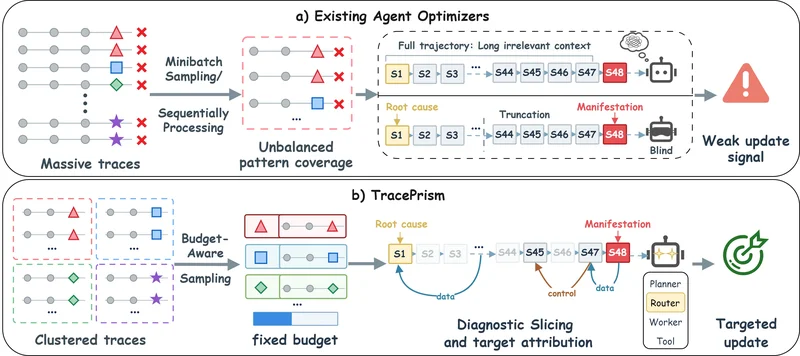 a) Existing Agent Optimizers
Massive traces
Minibatch
Sampling/
Sequentially
Processing
...
Unbalanced
pattern coverage
Full trajectory: Long irrelevant context
S1 S2 S3 ... S44 S45 S46 S47 S48
Root cause
Truncation
Manifestation
S1 S2 S3 ... S44 S45 S46 S47 S48
Blind
Weak update
signal
b) TracePrism
...
...
...
...
Clustered traces
Budget-
Aware
Sampling
...
fixed budget
Root cause
Manifestation
S1 S2 S3 ... S44 S45 S46 S47 S48
data
control
data
Diagnostic Slicing
and target attribution
Planner
Router
Worker
Tool
Targeted
update